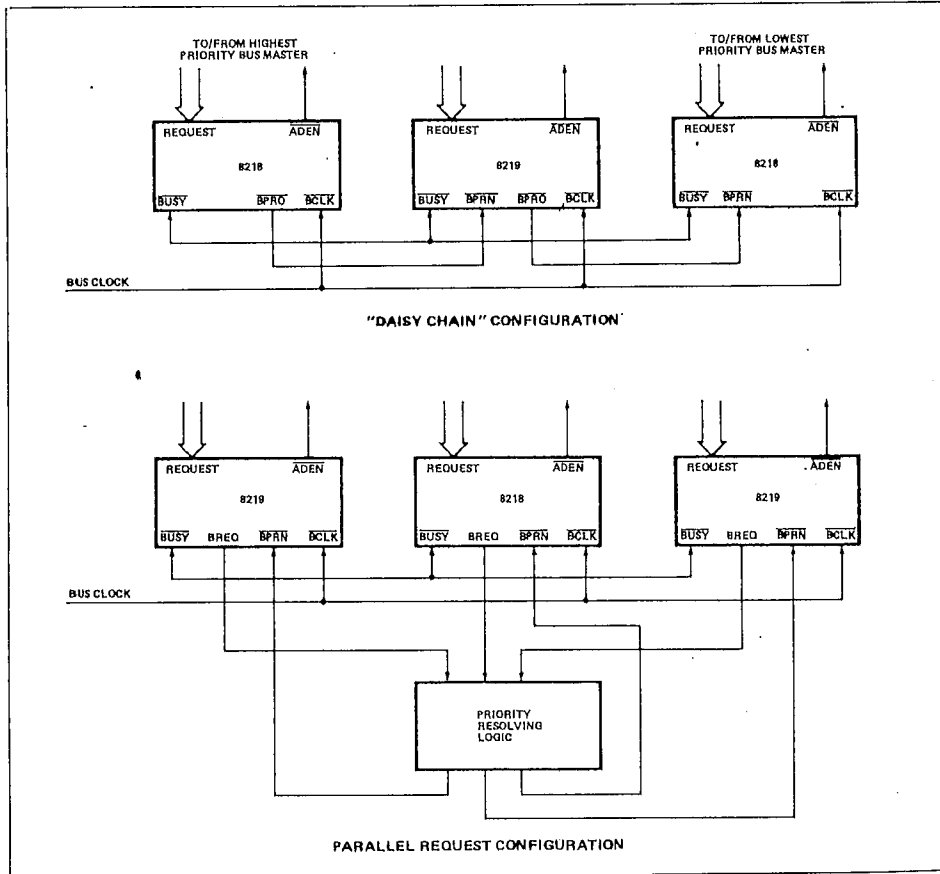 TO/FROM HIGHEST
PRIORITY BUS MASTER
TO/FROM LOWEST
PRIORITY BUS MASTER
REQUEST ADEN
8218
BUSY BPRO BCLK
REQUEST ADEN
8219
BUSY BPRN BPRO BCLK
REQUEST ADEN
8218
BUSY BPRN BCLK
BUS CLOCK
"DAISY CHAIN" CONFIGURATION
REQUEST ADEN
8219
BUSY BREQ BPRN BCLK
REQUEST ADEN
8218
BUSY BREQ BPRN BCLK
REQUEST ADEN
8219
BUSY BREQ BPRN BCLK
BUS CLOCK
PRIORITY
RESOLVING
LOGIC
PARALLEL REQUEST CONFIGURATION